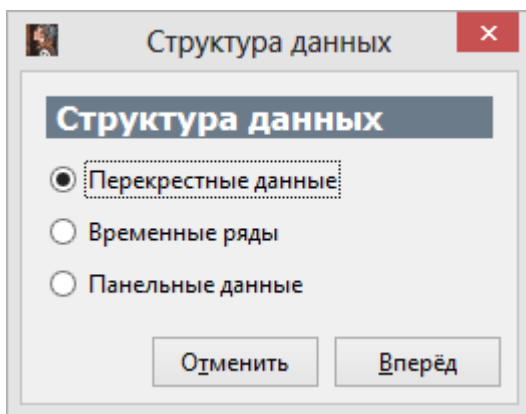 Структура данных
Структура данных
Перекрестные данные
Временные ряды
Панельные данные
Отменить Вперёд